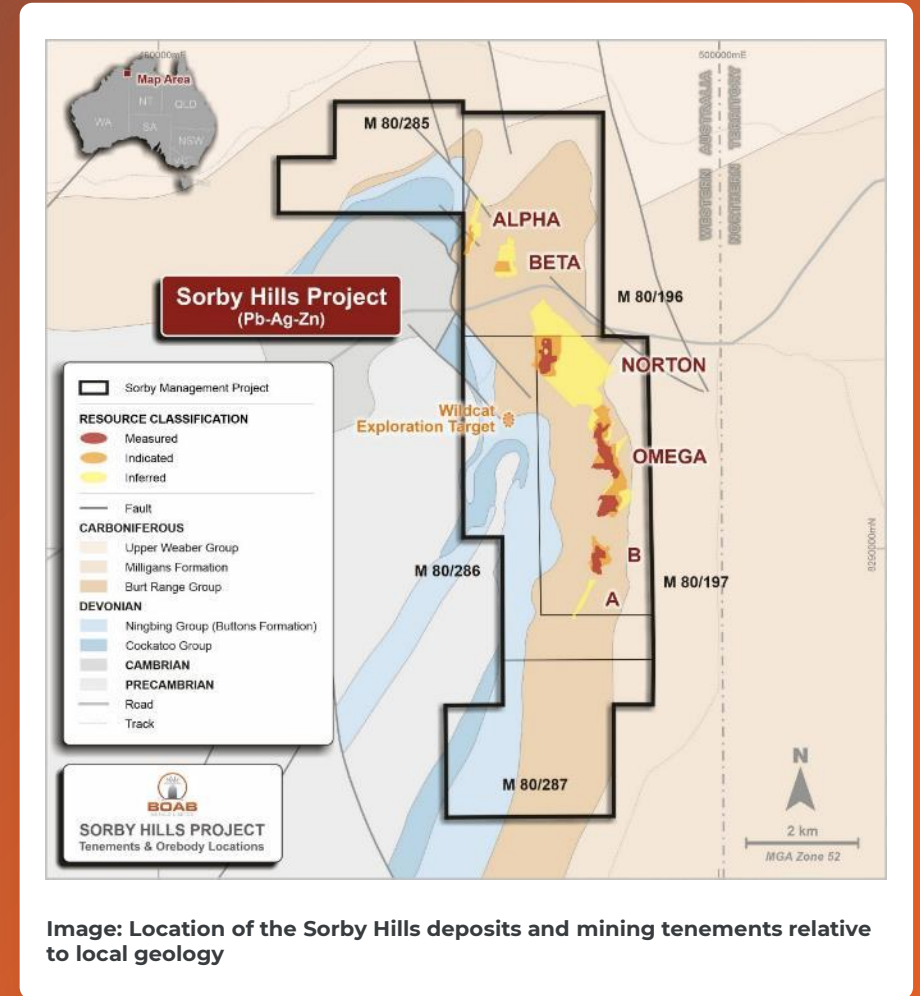 Map Area
WA
NT
QLD
SA
NSW
500000mE
WESTERN AUSTRALIA
NORTHERN TERRITORY
M 80/285
ALPHA
BETA
Sorby Hills Project
(Pb-Ag-Zn)
M 80/196
NORTON
Wildcat
Exploration Target
OMEGA
M 80/286
B
M 80/197
A
8290000mN
M 80/287
Sorby Management Project
RESOURCE CLASSIFICATION
Measured
Indicated
Inferred
Fault
CARBONIFEROUS
Upper Weaber Group
Milligans Formation
Burt Range Group
DEVONIAN
Ningbing Group (Buttons Formation)
Cockatoo Group
CAMBRIAN
PRECAMBRIAN
Road
Track
BOAB
SORBY HILLS PROJECT
Tenements & Orebody Locations
N
2 km
MGA Zone 52
Image: Location of the Sorby Hills deposits and mining tenements relative
to local geology